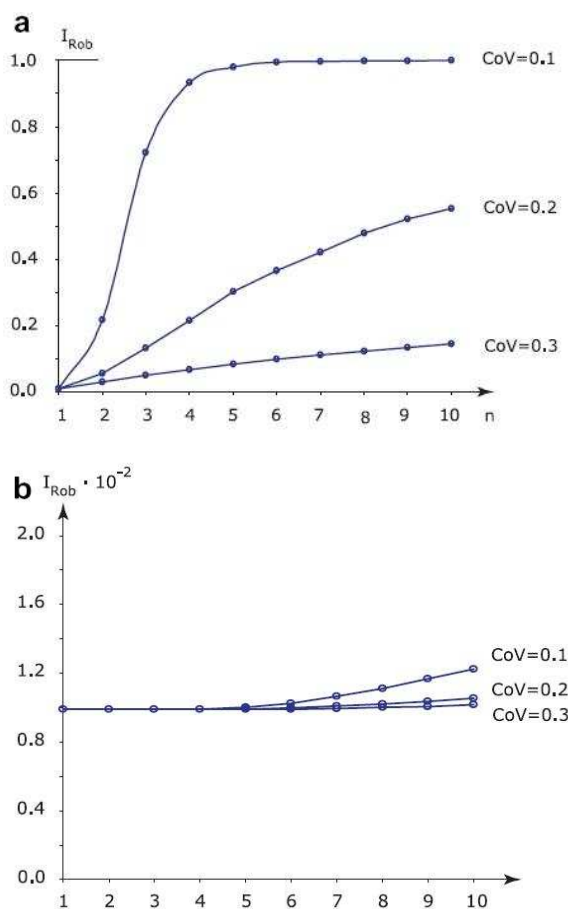 a
I_Rob
1.0
CoV=0.1
0.8
0.6
CoV=0.2
0.4
0.2
CoV=0.3
0.0
1 2 3 4 5 6 7 8 9 10 n
b I_Rob · 10^-2
2.0
1.6
1.2
CoV=0.1
CoV=0.2
CoV=0.3
0.8
0.4
0.0
1 2 3 4 5 6 7 8 9 10